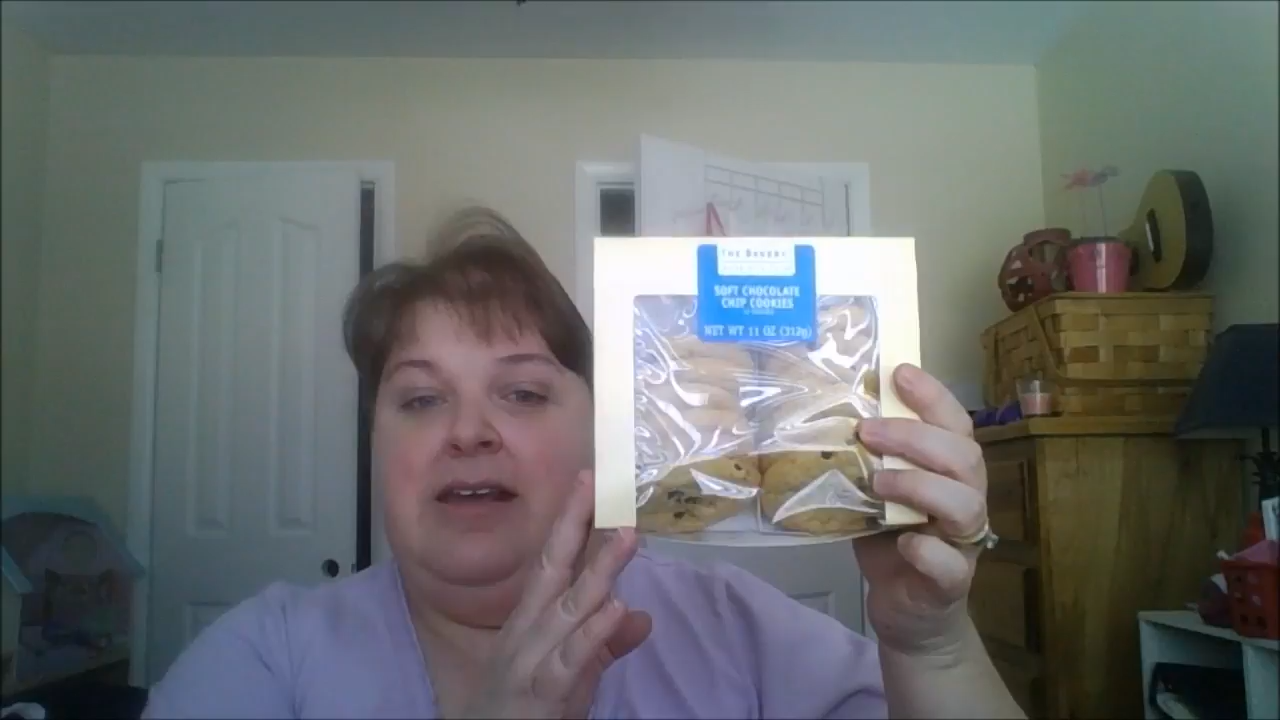 THE BAKERY
SOFT CHOCOLATE
CHIP COOKIES
NET WT 11 OZ (312g)